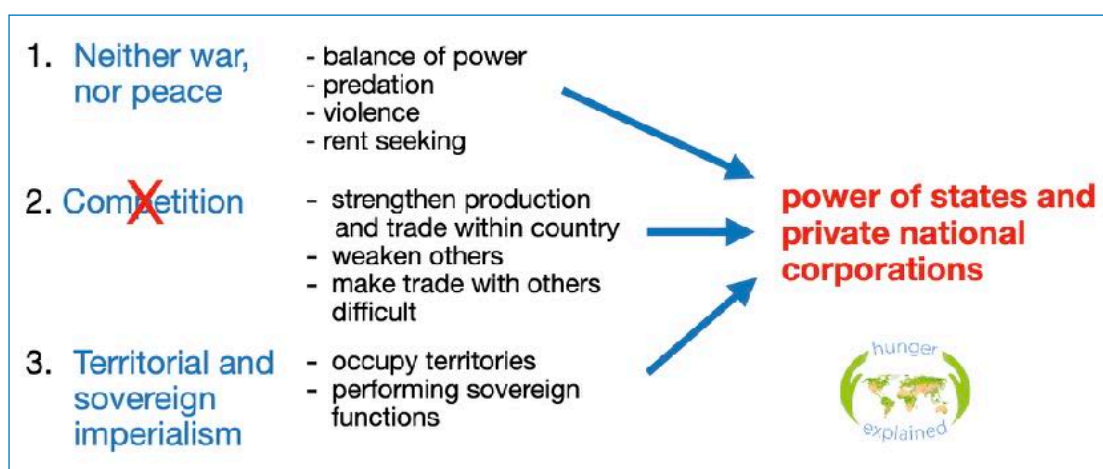 1. Neither war,
nor peace
- balance of power
- predation
- violence
- rent seeking
2. Competition
- strengthen production
and trade within country
- weaken others
- make trade with others
difficult
3. Territorial and
sovereign
imperialism
- occupy territories
- performing sovereign
functions
power of states and
private national
corporations
hunger
explained